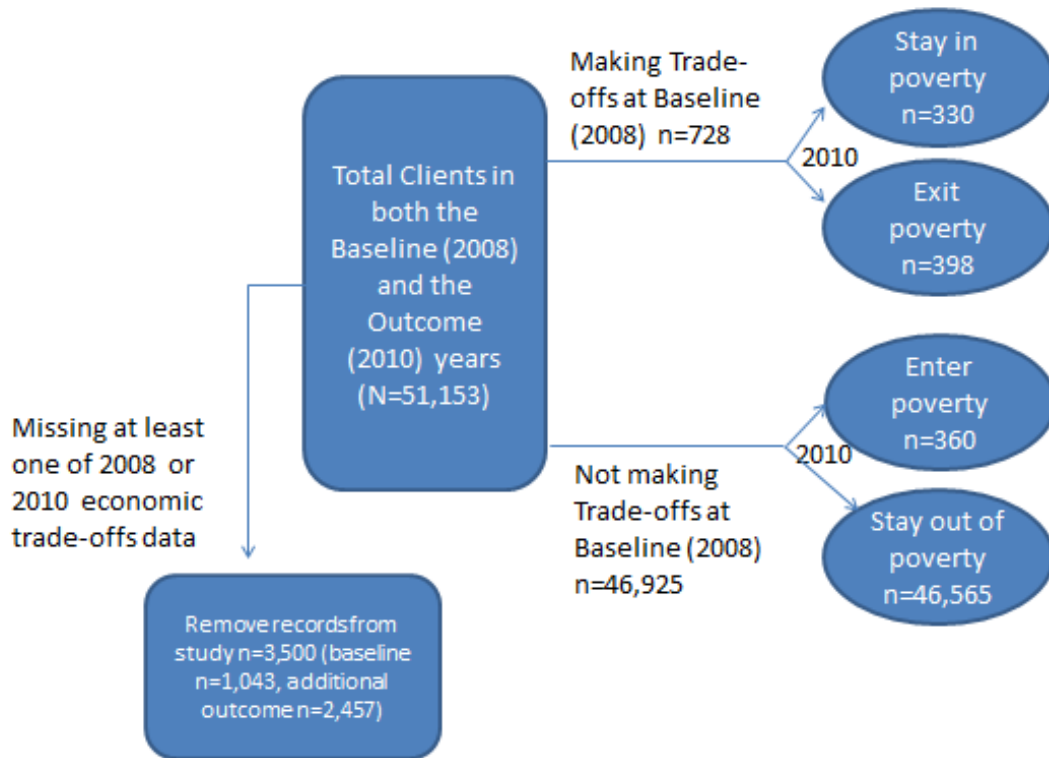 Total Clients in
both the
Baseline (2008)
and the
Outcome
(2010) years
(N=51,153)
Making Trade-
offs at Baseline
(2008) n=728
2010
Stay in
poverty
n=330
Exit
poverty
n=398
Not making
Trade-offs at
Baseline (2008)
n=46,925
2010
Enter
poverty
n=360
Stay out of
poverty
n=46,565
Missing at least
one of 2008 or
2010 economic
trade-offs data
Remove records from
study n=3,500 (baseline
n=1,043, additional
outcome n=2,457)